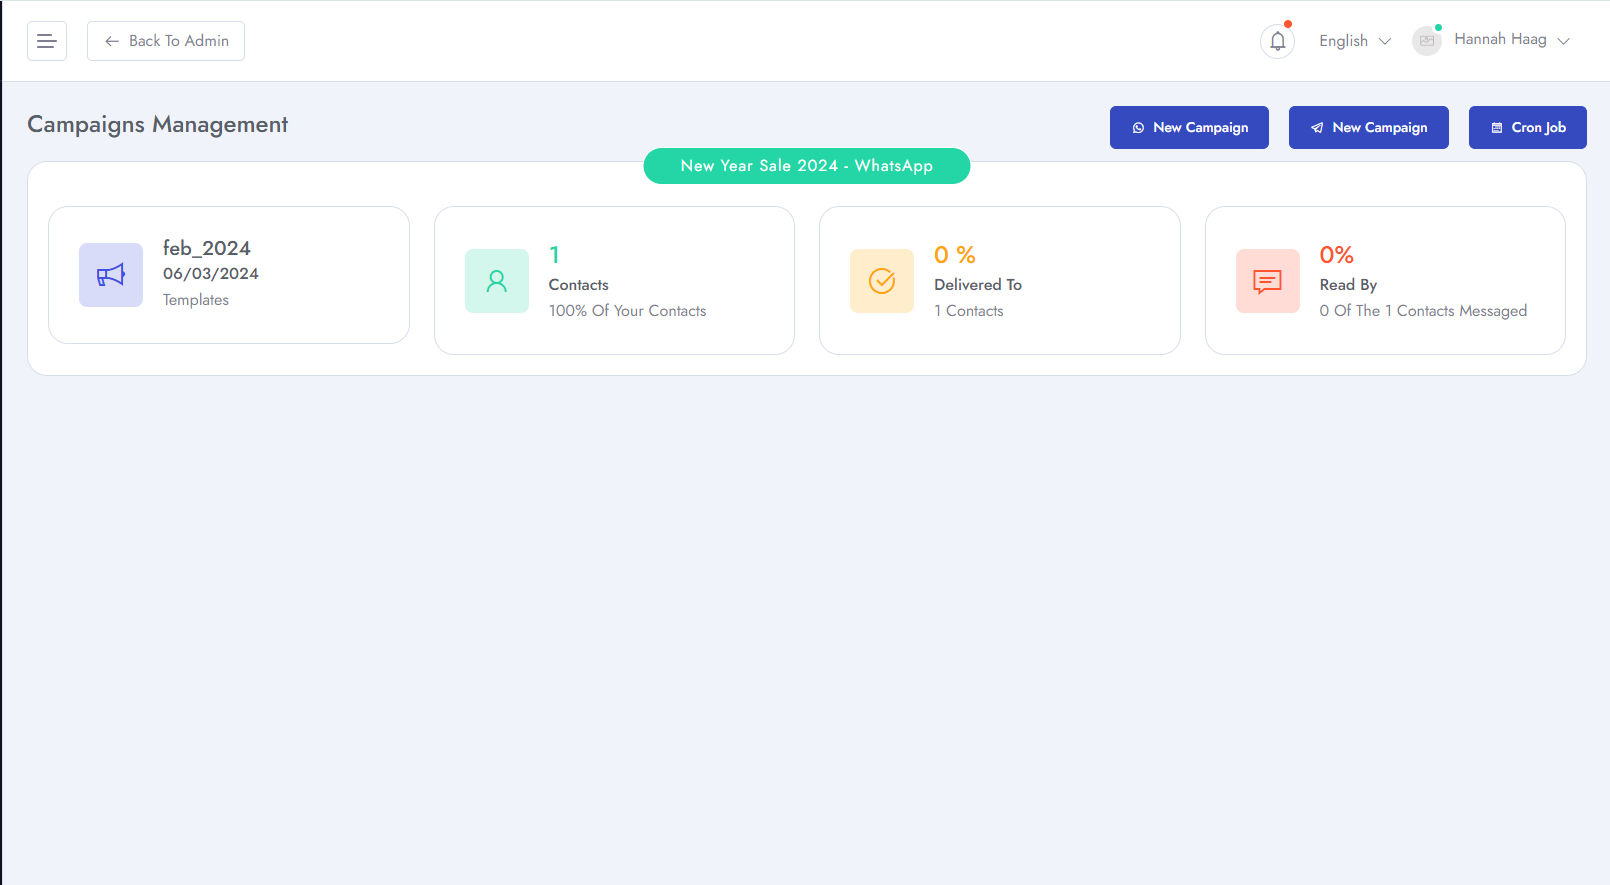 Back To Admin
English
Hannah Haag
Campaigns Management
New Campaign
New Campaign
Cron Job
New Year Sale 2024 - WhatsApp
feb_2024
06/03/2024
Templates
1
Contacts
100% Of Your Contacts
0 %
Delivered To
1 Contacts
0%
Read By
0 Of The 1 Contacts Messaged